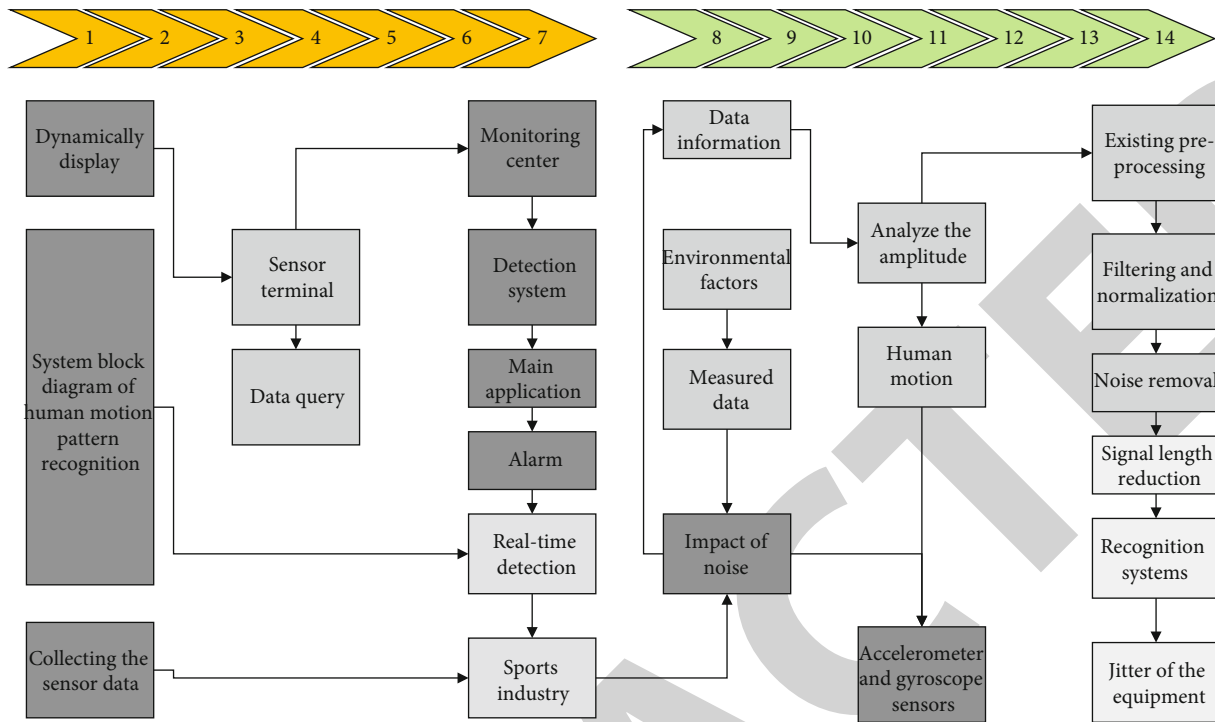 1 2 3 4 5 6 7
8 9 10 11 12 13 14
Dynamically
display
System block
diagram of
human motion
pattern
recognition
Collecting the
sensor data
Sensor
terminal
Data query
Monitoring
center
Detection
system
Main
application
Alarm
Real-time
detection
Sports
industry
Data
information
Environmental
factors
Measured
data
Impact of
noise
Analyze the
amplitude
Human
motion
Accelerometer
and gyroscope
sensors
Existing pre-
processing
Filtering and
normalization
Noise removal
Signal length
reduction
Recognition
systems
Jitter of the
equipment